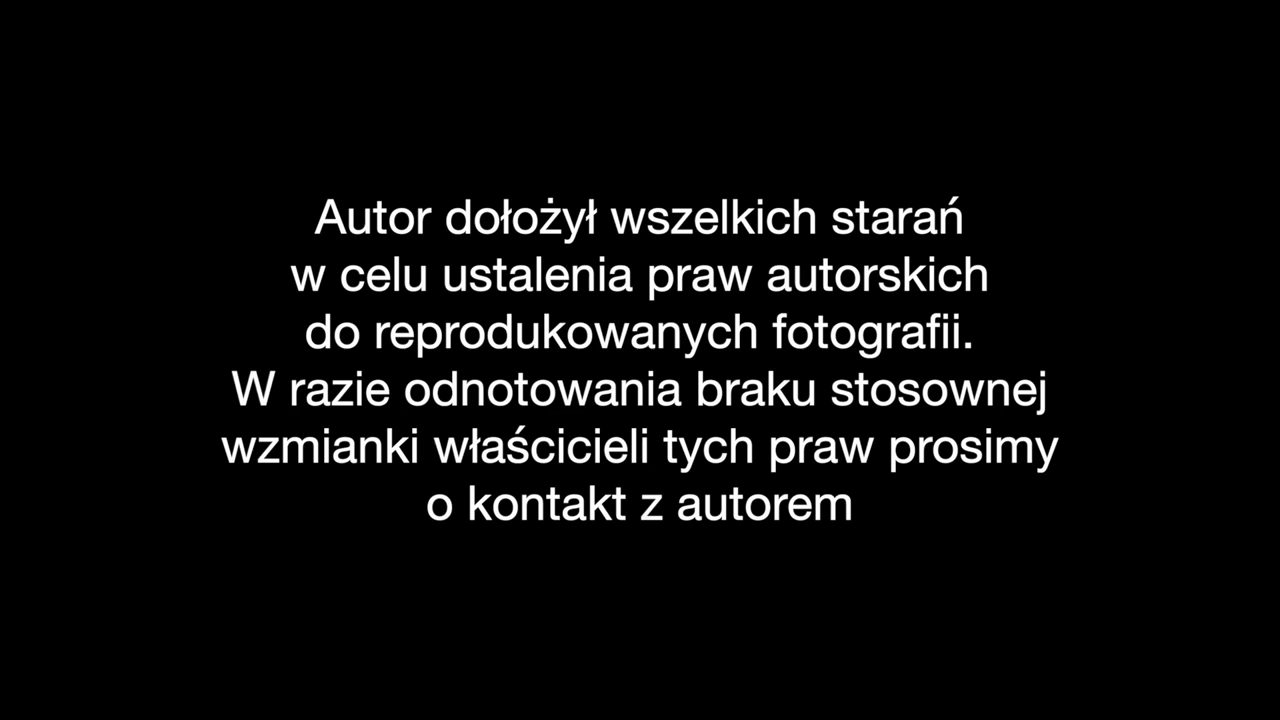 Autor dołożył wszelkich starań
w celu ustalenia praw autorskich
do reprodukowanych fotografii.
W razie odnotowania braku stosownej
wzmianki właścicieli tych praw prosimy
o kontakt z autorem